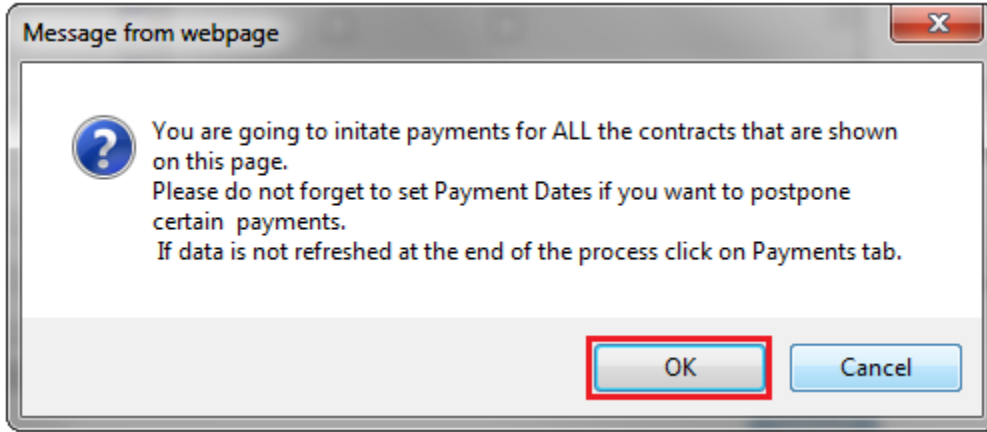 Message from webpage
You are going to initate payments for ALL the contracts that are shown
on this page.
Please do not forget to set Payment Dates if you want to postpone
certain  payments.
If data is not refreshed at the end of the process click on Payments tab.
OK
Cancel